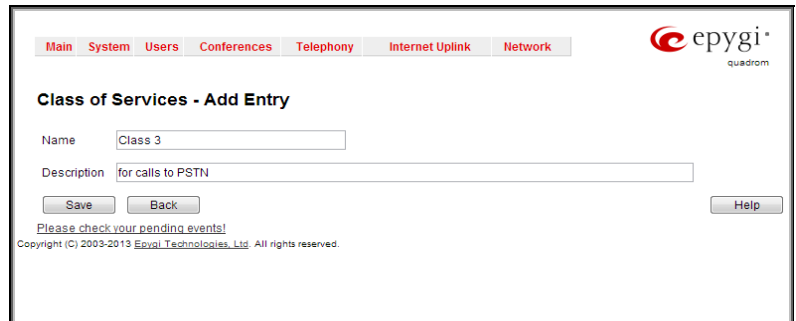 Main System Users Conferences Telephony Internet Uplink Network
epygi
quadrom
Class of Services - Add Entry
Name Class 3
Description for calls to PSTN
Save Back Help
Please check your pending events!
Copyright (C) 2003-2013 Epygi Technologies, Ltd. All rights reserved.